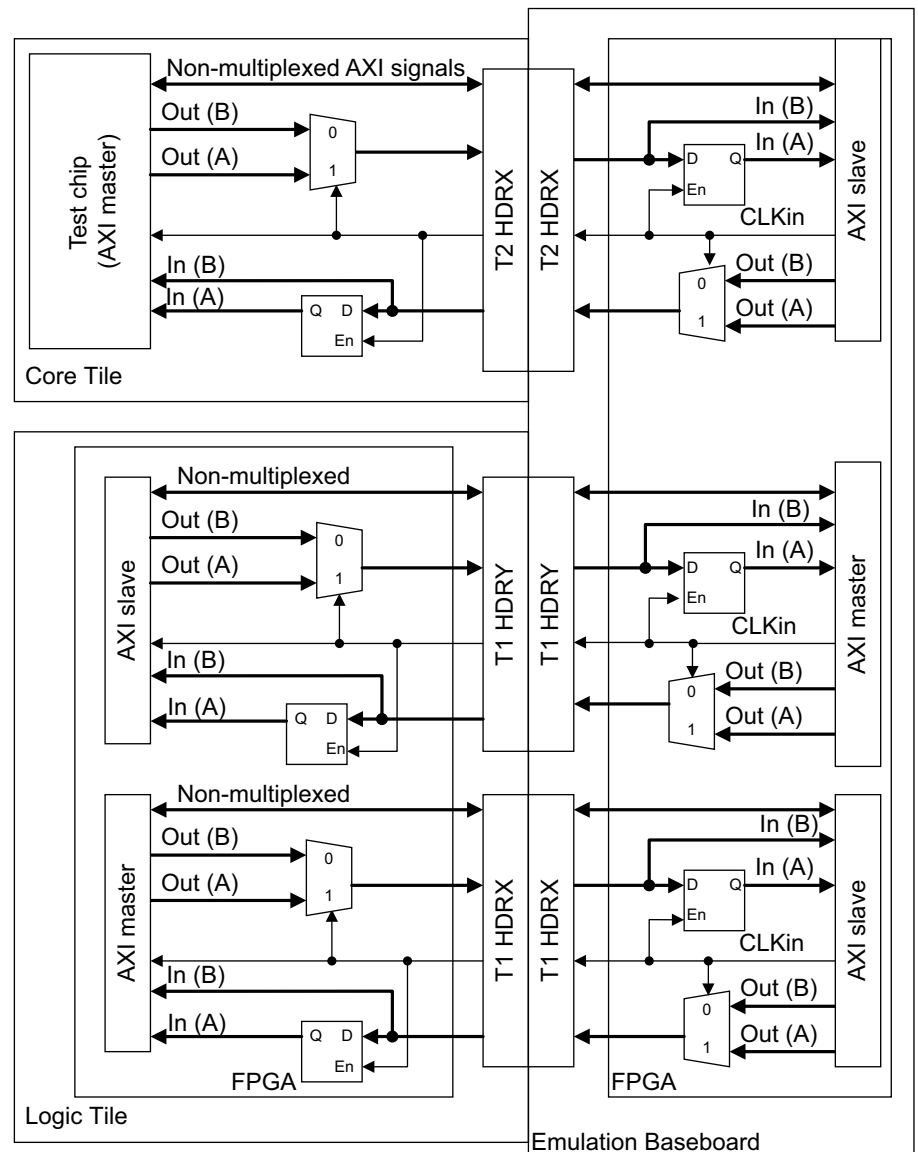 Non-multiplexed AXI signals
Out (B)
Out (A)
0
1
Test chip
(AXI master)
In (B)
In (A)
Q D
En
Core Tile
T2 HDRX
T2 HDRX
In (B)
In (A)
D Q
En
CLKin
Out (B)
Out (A)
0
1
AXI slave
Non-multiplexed
Out (B)
Out (A)
0
1
AXI slave
In (B)
In (A)
Q D
En
T1 HDRY
T1 HDRY
In (B)
In (A)
D Q
En
CLKin
Out (B)
Out (A)
0
1
AXI master
Non-multiplexed
Out (B)
Out (A)
0
1
AXI master
In (B)
In (A)
Q D
En
FPGA
Logic Tile
T1 HDRX
T1 HDRX
In (B)
In (A)
D Q
En
CLKin
Out (B)
Out (A)
0
1
AXI slave
FPGA
Emulation Baseboard